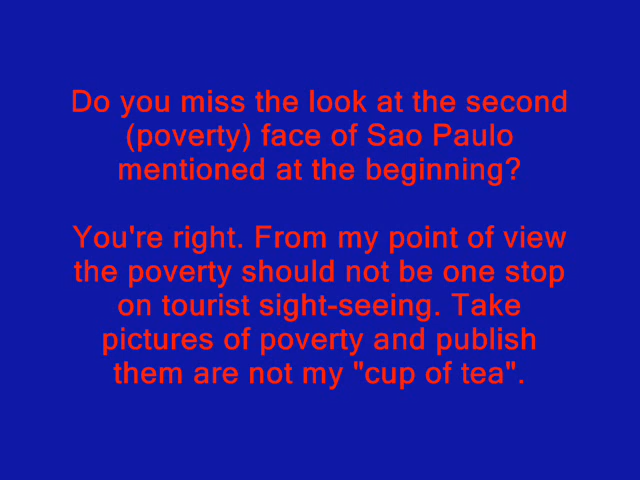 Do you miss the look at the second
(poverty) face of Sao Paulo
mentioned at the beginning?
You're right. From my point of view
the poverty should not be one stop
on tourist sight-seeing. Take
pictures of poverty and publish
them are not my "cup of tea".